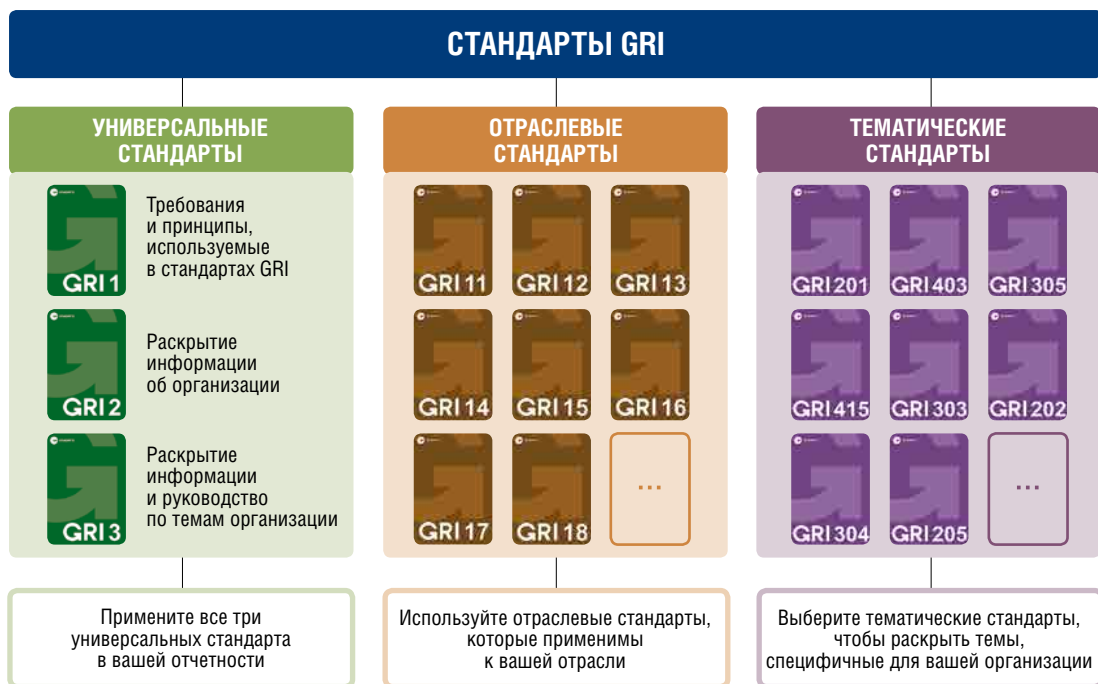 СТАНДАРТЫ GRI
УНИВЕРСАЛЬНЫЕ
СТАНДАРТЫ
GRI 1
Требования
и принципы,
используемые
в стандартах GRI
GRI 2
Раскрытие
информации
об организации
GRI 3
Раскрытие
информации
и руководство
по темам организации
Примените все три
универсальных стандарта
в вашей отчетности
ОТРАСЛЕВЫЕ
СТАНДАРТЫ
GRI 11 GRI 12 GRI 13
GRI 14 GRI 15 GRI 16
GRI 17 GRI 18 ...
Используйте отраслевые стандарты,
которые применимы
к вашей отрасли
ТЕМАТИЧЕСКИЕ
СТАНДАРТЫ
GRI 201 GRI 403 GRI 305
GRI 415 GRI 303 GRI 202
GRI 304 GRI 205 ...
Выберите тематические стандарты,
чтобы раскрыть темы,
специфичные для вашей организации